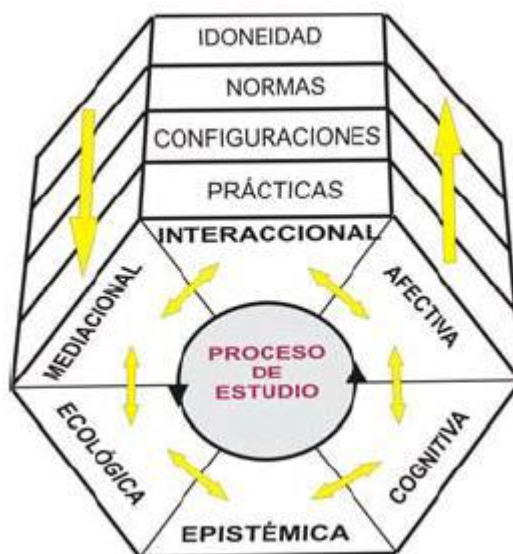 IDONEIDAD
NORMAS
CONFIGURACIONES
PRÁCTICAS
INTERACCIONAL
MEDIACIONAL
AFECTIVA
PROCESO
DE
ESTUDIO
ECOLÓGICA
COGNITIVA
EPISTÉMICA